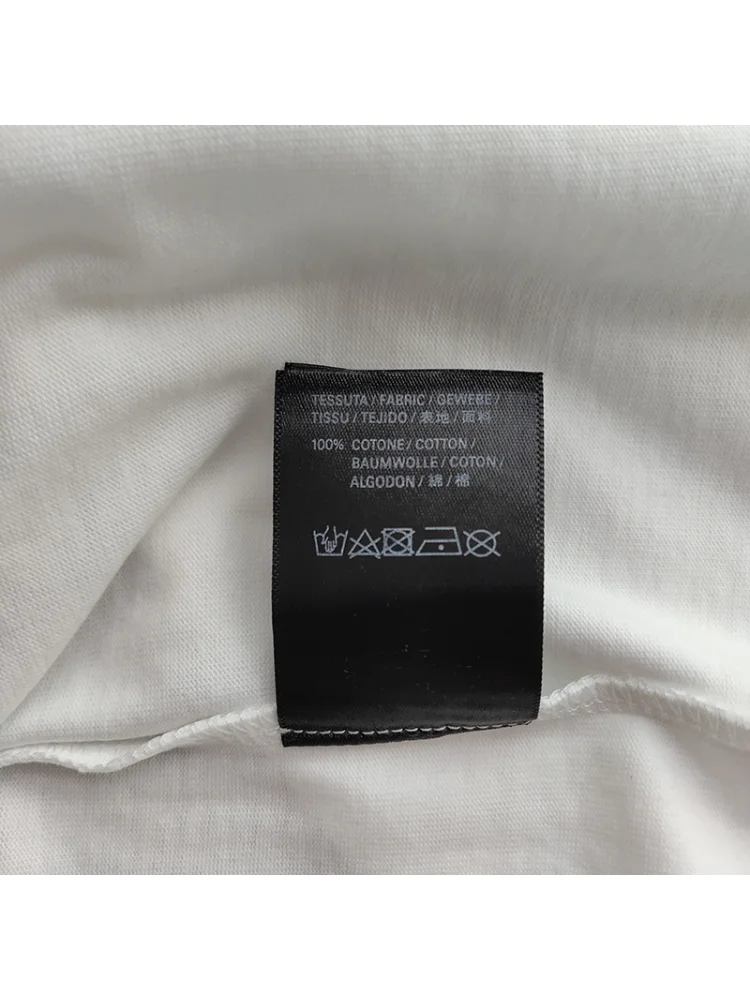 TESSUTA / FABRIC / GEWEBE /
TISSU / TEJIDO / 表地 / 面料
100% COTONE / COTTON /
BAUMWOLLE / COTON /
ALGODON / 綿 / 棉